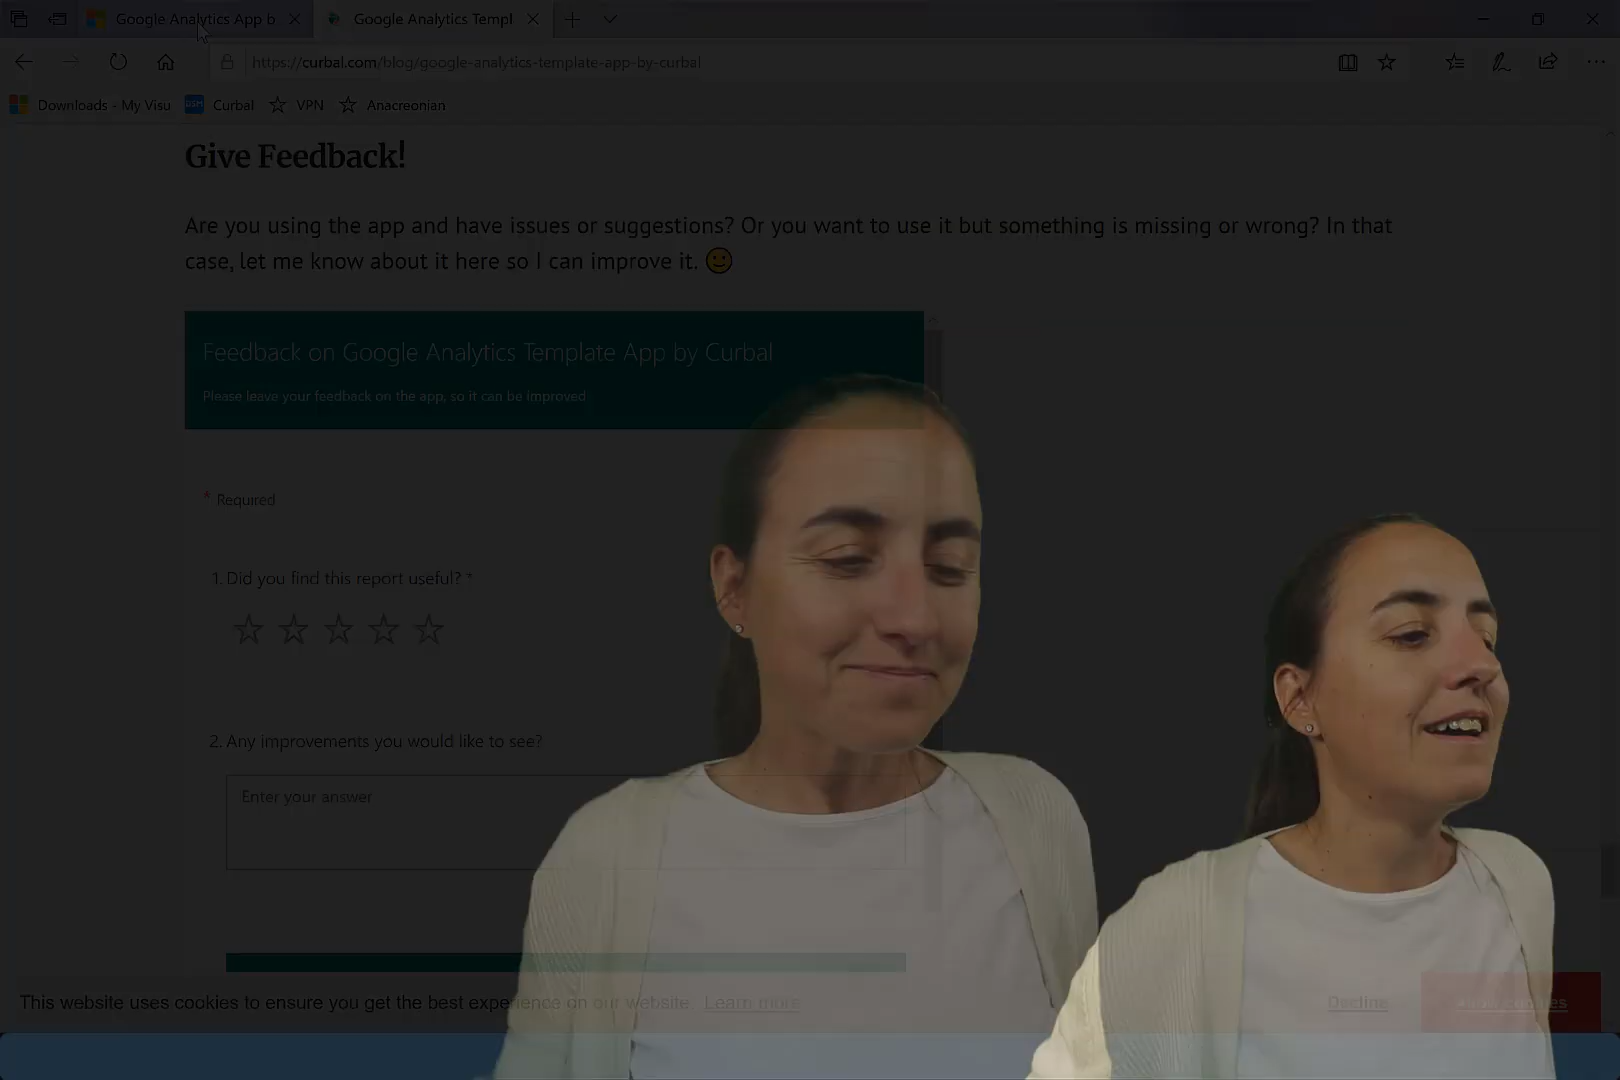 Google Analytics App b
Google Analytics Templ
https://curbal.com/blog/google-analytics-template-app-by-curbal
Downloads - My Visu
Curbal
VPN
Anacreonian
Give Feedback!
Are you using the app and have issues or suggestions? Or you want to use it but something is missing or wrong? In that
case, let me know about it here so I can improve it.
Feedback on Google Analytics Template App by Curbal
Please leave your feedback on the app, so it can be improved
* Required
1. Did you find this report useful? *
2. Any improvements you would like to see?
Enter your answer
This website uses cookies to ensure you get the best experience on our website. Learn more
Decline
cookies